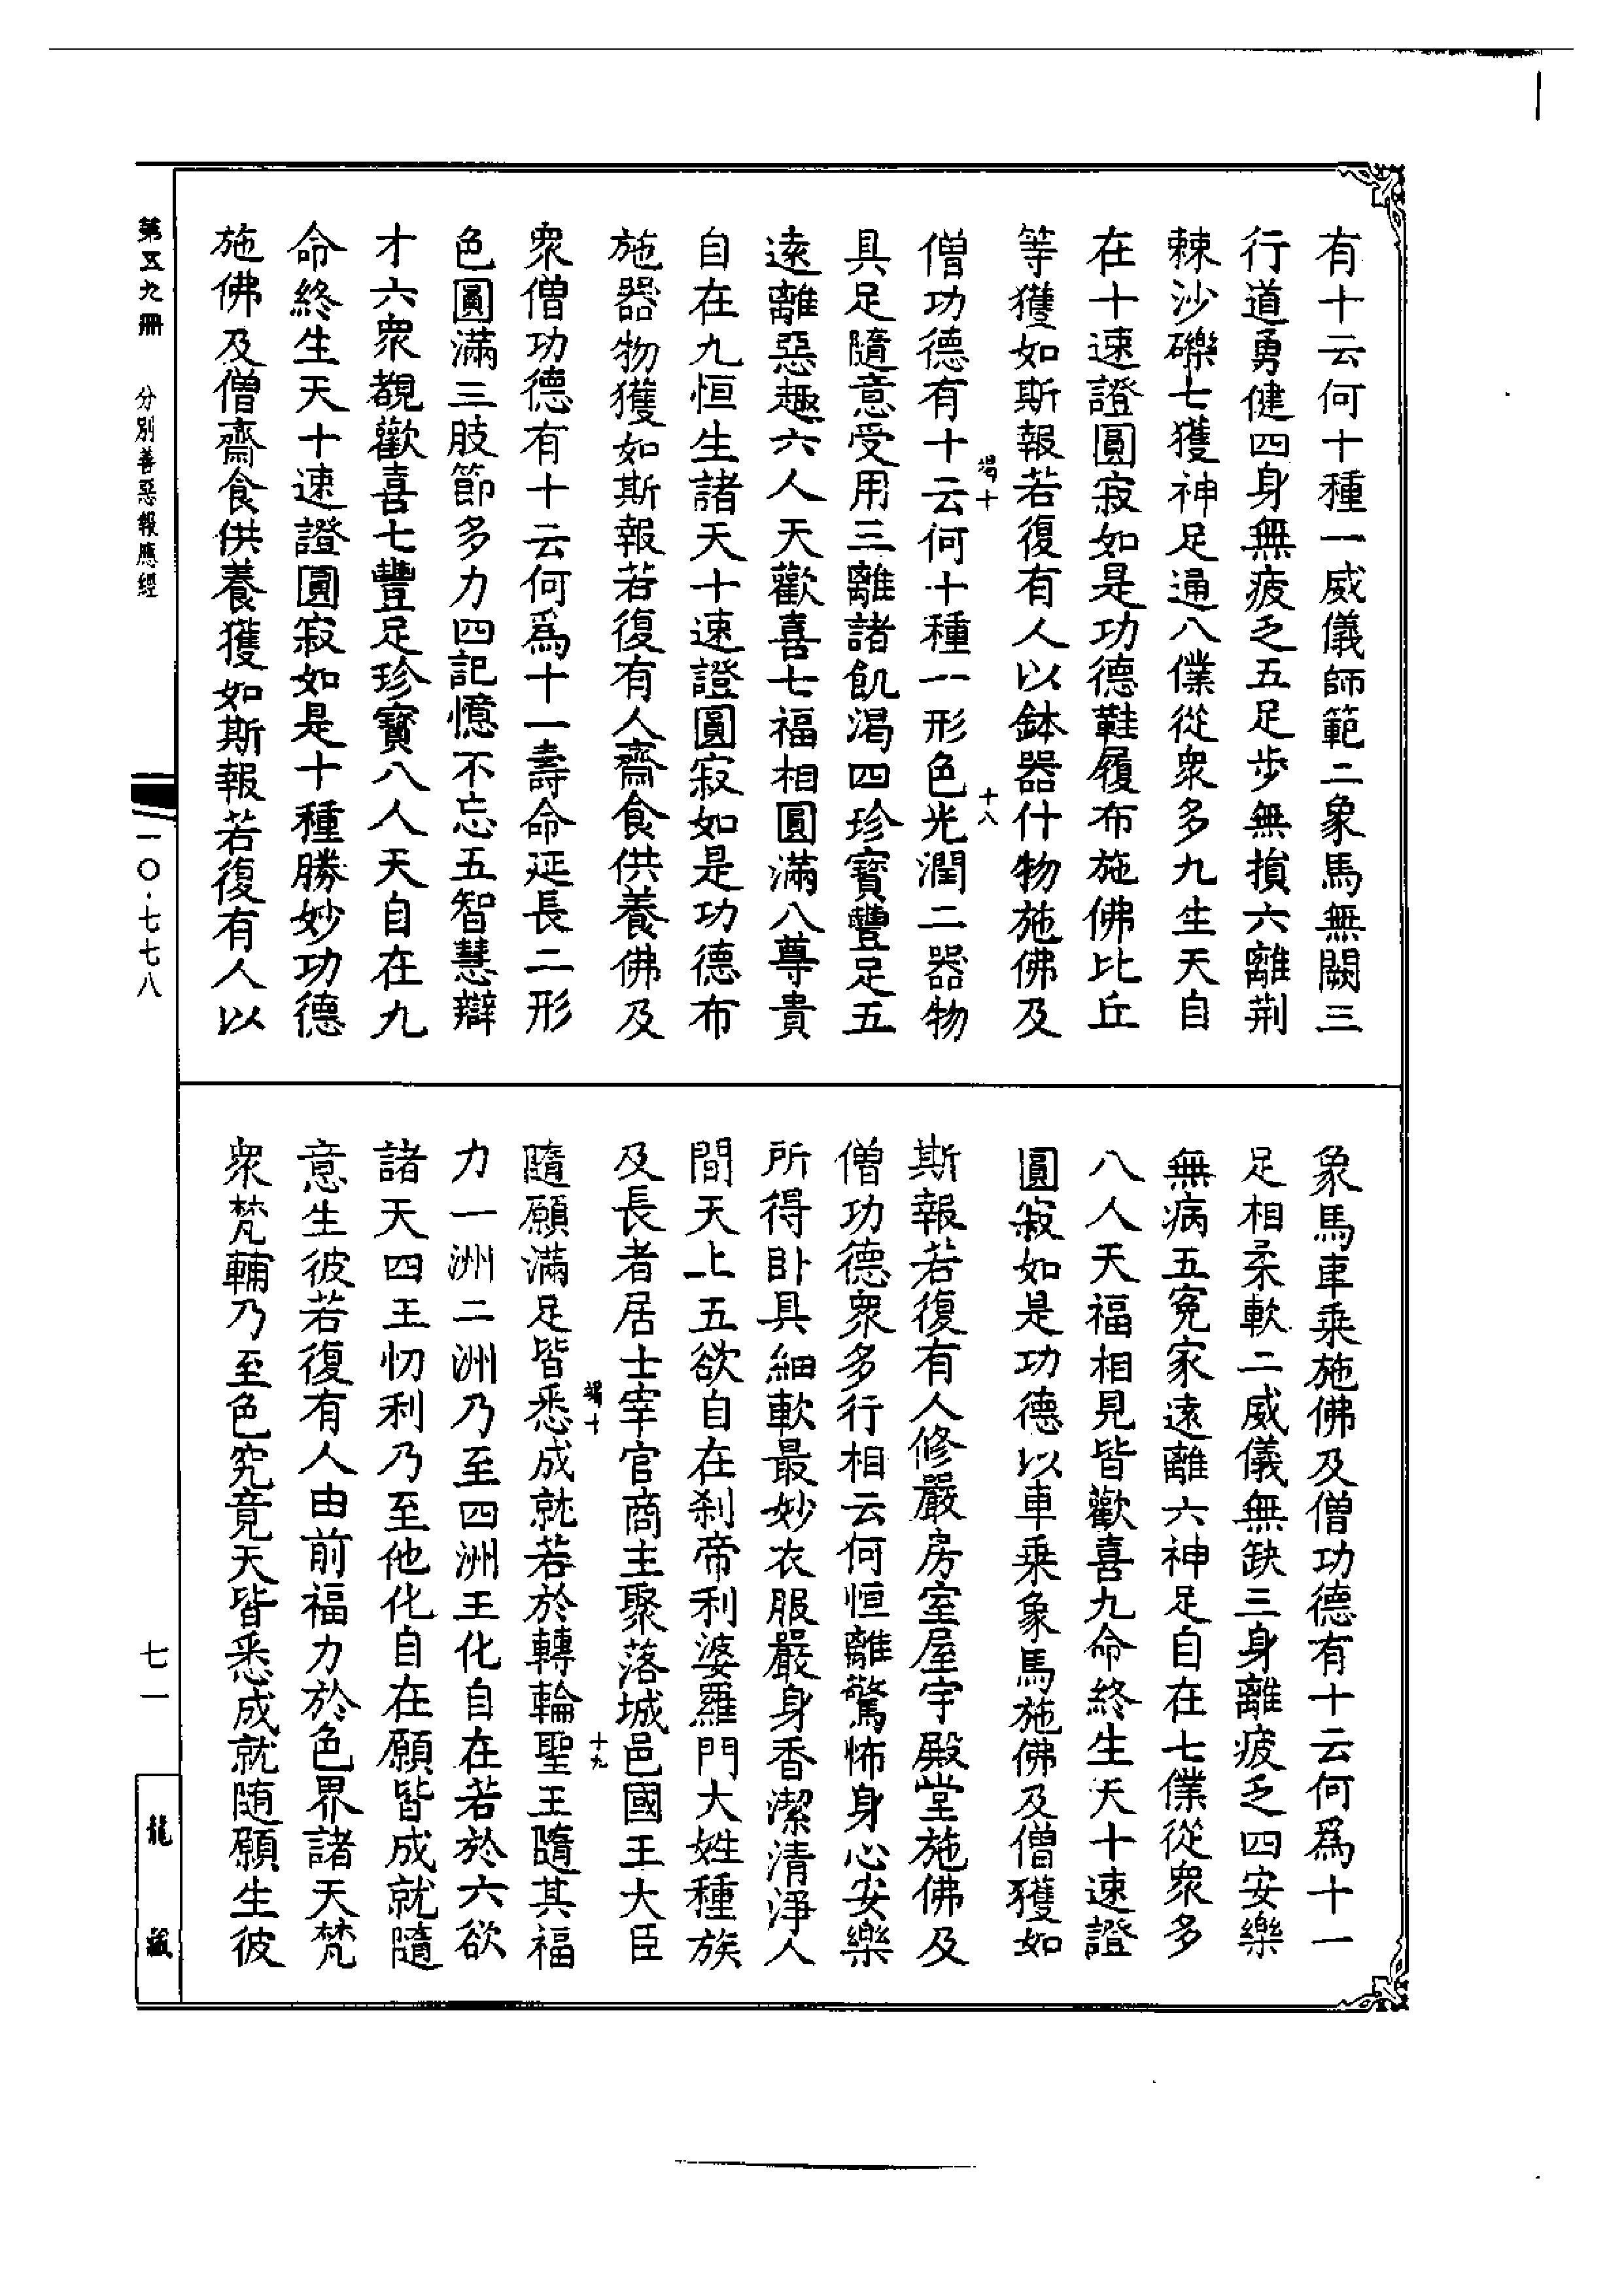 有十云何十種一威儀師範二象馬無闕三
行道勇健四身無疲乏五足步無損六離荆
棘沙礫七獲神足通八僕從衆多九生天自
在十速證圓寂如是功德鞋履布施佛比丘
等獲如斯報若復有人以鉢器什物施佛及
竭十
十八
僧功德有十云何十種一形色光潤二器物
具足隨意受用三離諸飢渴四珍寶豐足五
遠離惡趣六人天歡喜七福相圓滿八尊貴
自在九恒生諸天十速證圓寂如是功德布
施器物獲如斯報若復有人齋食供養佛及
衆僧功德有十云何爲十一壽命延長二形
色圓滿三肢節多力四記憶不忘五智慧辯
才六衆覩歡喜七豐足珍寶八人天自在九
命終生天十速證圓寂如是十種勝妙功德
施佛及僧齋食供養獲如斯報若復有人以
象馬車乘施佛及僧功德有十云何爲十一
足相柔軟二威儀無缺三身離疲乏四安樂
無病五寃家遠離六神足自在七僕從衆多
八人天福相見皆歡喜九命終生天十速證
圓寂如是功德以車乘象馬施佛及僧獲如
斯報若復有人修嚴房室屋宇殿堂施佛及
僧功德衆多行相云何恒離驚怖身心安樂
所得卧具細軟最妙衣服嚴身香潔清淨人
間天上五欲自在刹帝利婆羅門大姓種族
及長者居士宰官商主聚落城邑國王大臣
竭十
十九
隨願滿足皆悉成就若於轉輪聖王隨其福
力一洲二洲乃至四洲王化自在若於六欲
諸天四王忉利乃至他化自在願皆成就隨
意生彼若復有人由前福力於色界諸天梵
衆梵輔乃至色究竟天皆悉成就随願生彼
第五九冊
分別善惡報應經
一〇·七七八
七一
龍藏